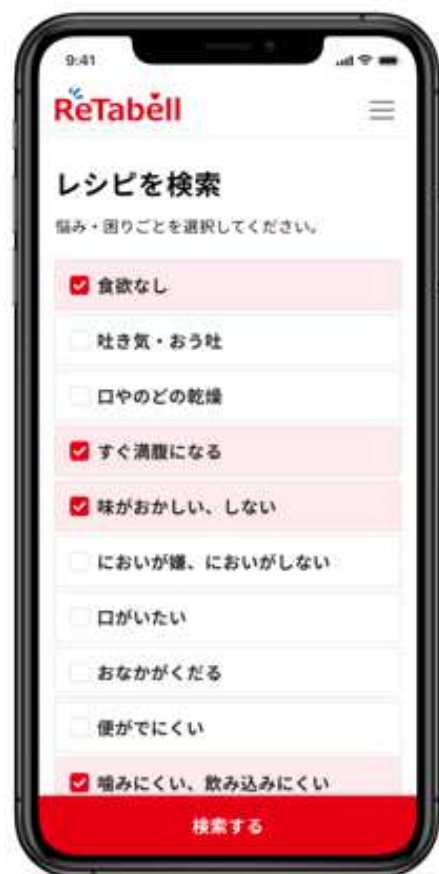 9:41
ReTabell
レシピを検索
悩み・困りごとを選択してください。
食欲なし
吐き気・おう吐
口やのどの乾燥
すぐ満腹になる
味がおかしい、しない
においが嫌、においがしない
口がいたい
おなかがくだる
便がでにくい
噛みにくい、飲み込みにくい
検索する